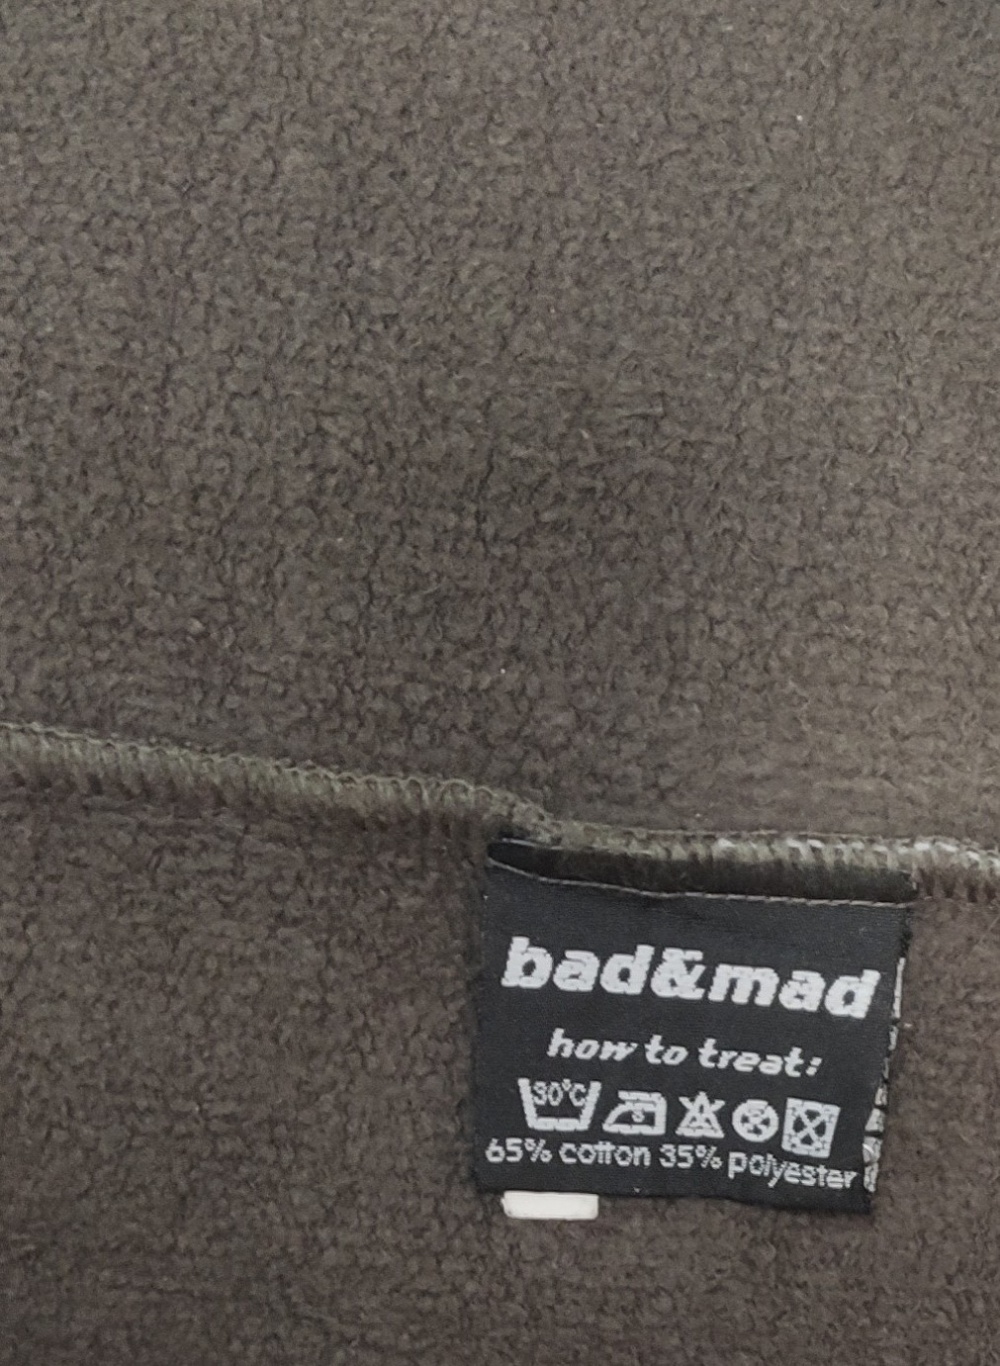 bad&mad
how to treat:
30°C
65% cotton 35% polyester